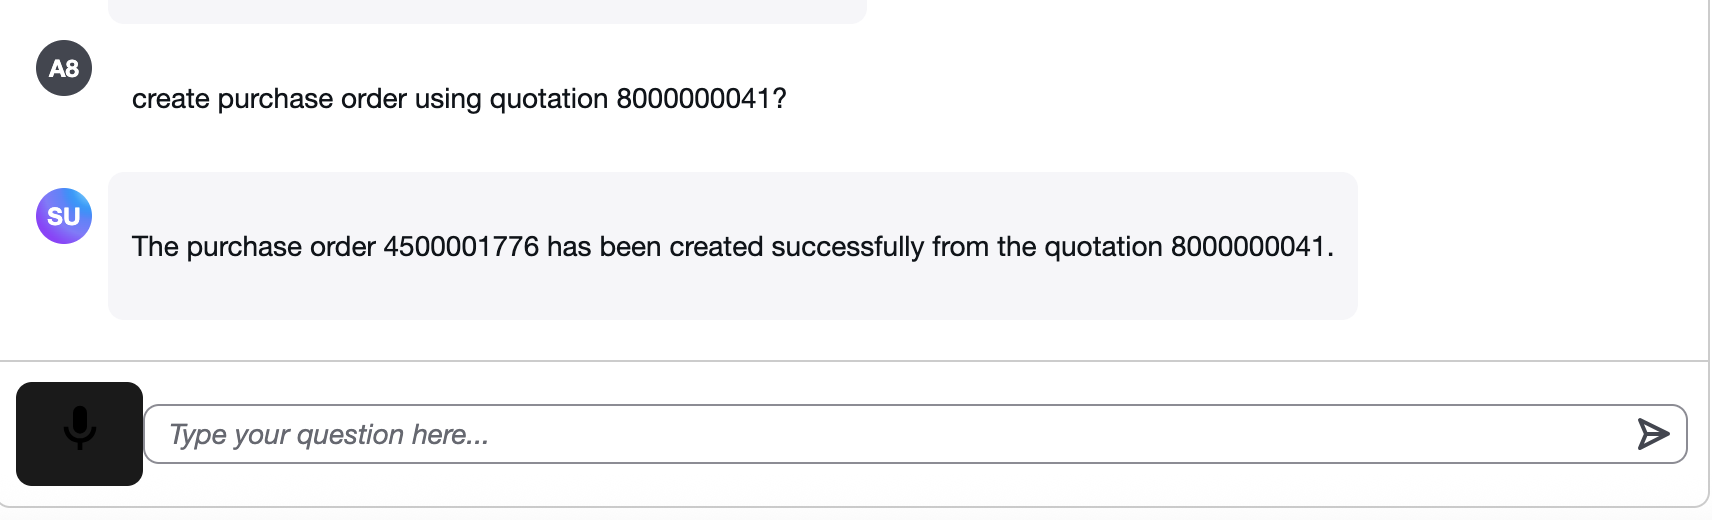 A8
create purchase order using quotation 8000000041?
SU
The purchase order 4500001776 has been created successfully from the quotation 8000000041.
Type your question here...